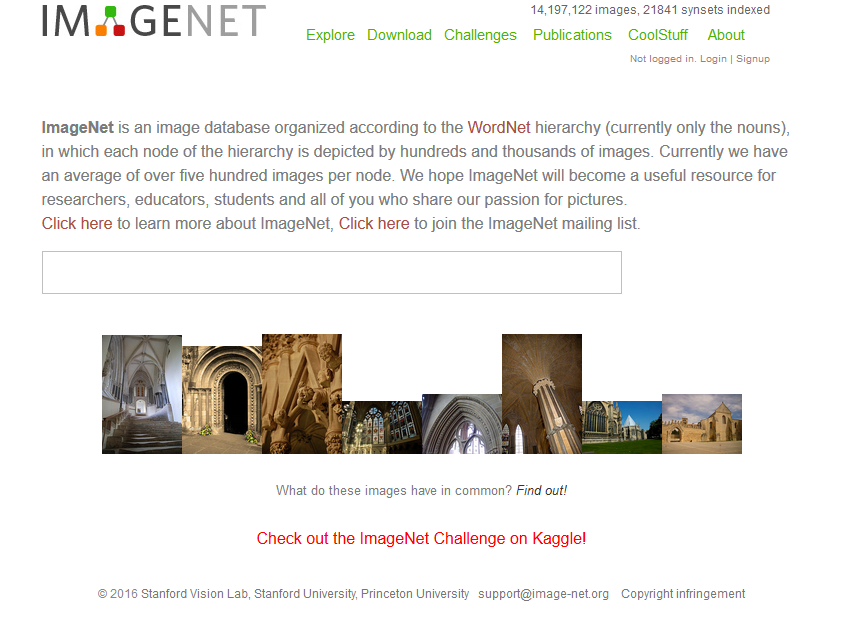 IMAGENET
14,197,122 images, 21841 synsets indexed
Explore Download Challenges Publications CoolStuff About
Not logged in. Login | Signup
ImageNet is an image database organized according to the WordNet hierarchy (currently only the nouns),
in which each node of the hierarchy is depicted by hundreds and thousands of images. Currently we have
an average of over five hundred images per node. We hope ImageNet will become a useful resource for
researchers, educators, students and all of you who share our passion for pictures.
Click here to learn more about ImageNet, Click here to join the ImageNet mailing list.
What do these images have in common? Find out!
Check out the ImageNet Challenge on Kaggle!
© 2016 Stanford Vision Lab, Stanford University, Princeton University support@image-net.org Copyright infringement